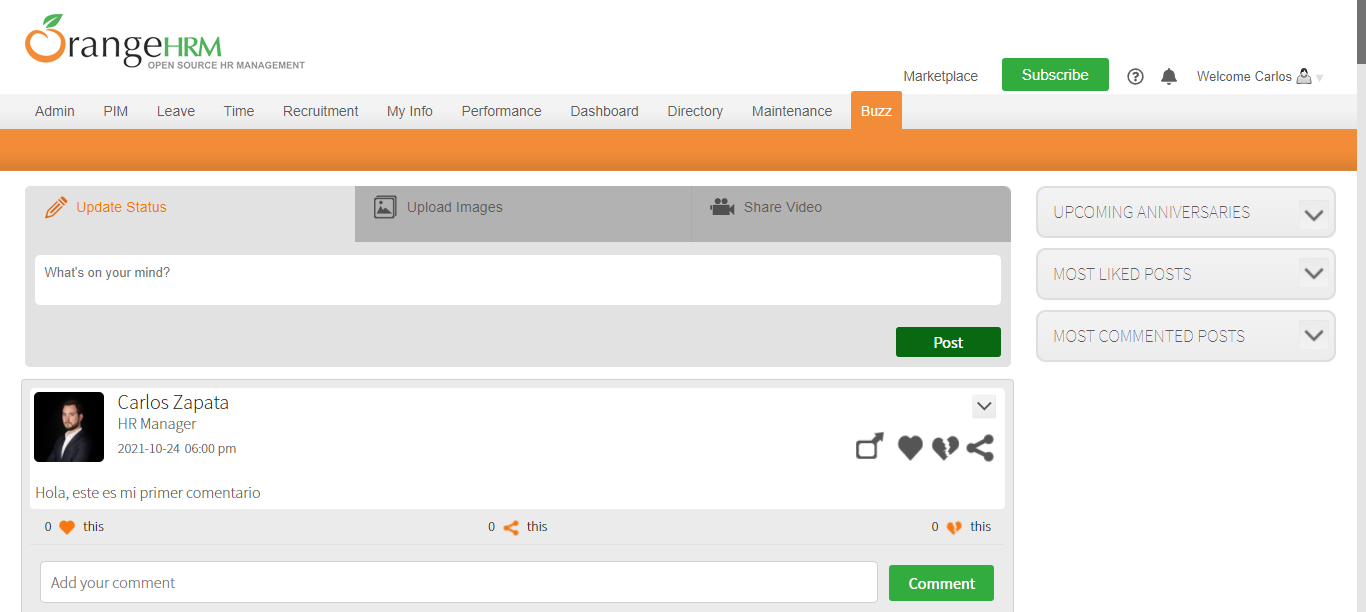 OrangeHRM
OPEN SOURCE HR MANAGEMENT
Marketplace
Subscribe
Welcome Carlos
Admin PIM Leave Time Recruitment My Info Performance Dashboard Directory Maintenance Buzz
Update Status
Upload Images
Share Video
What's on your mind?
Post
UPCOMING ANNIVERSARIES
MOST LIKED POSTS
MOST COMMENTED POSTS
Carlos Zapata
HR Manager
2021-10-24 06:00 pm
Hola, este es mi primer comentario
0 this
0 this
0 this
Add your comment
Comment